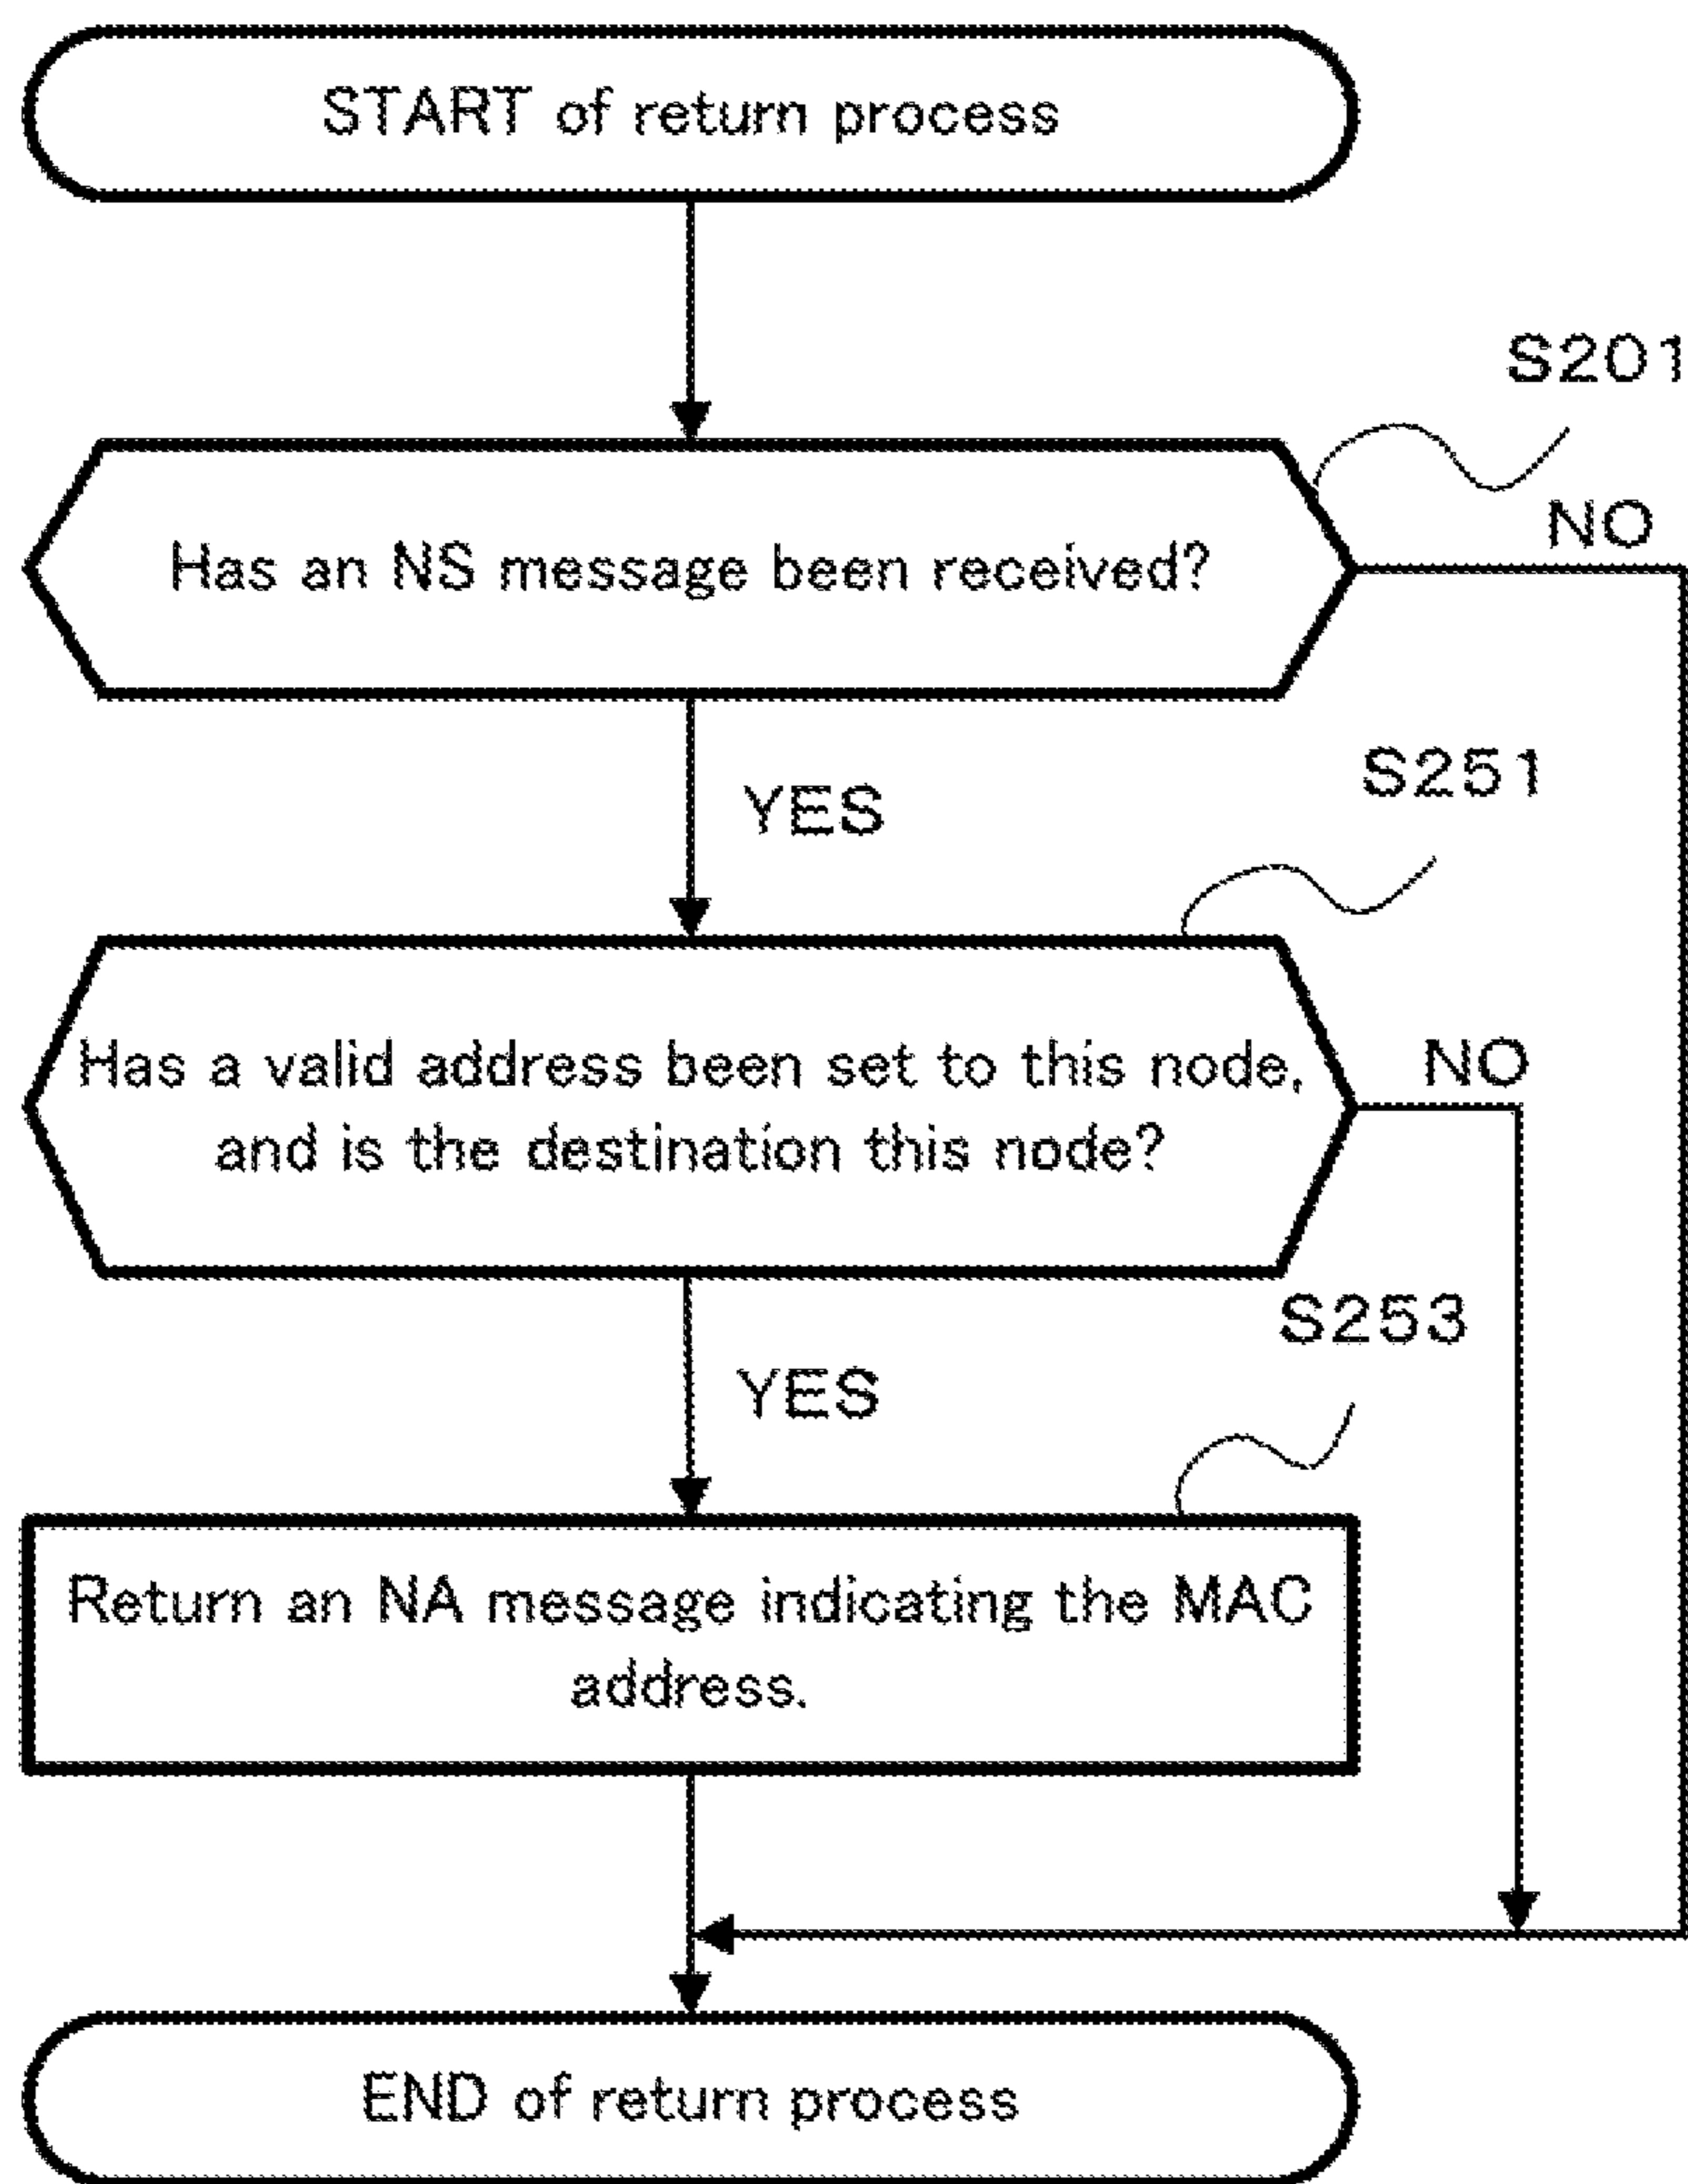 START of return process
S201
Has an NS message been received?
NO
YES
S251
Has a valid address been set to this node,
and is the destination this node?
NO
YES
S253
Return an NA message indicating the MAC
address.
END of return process